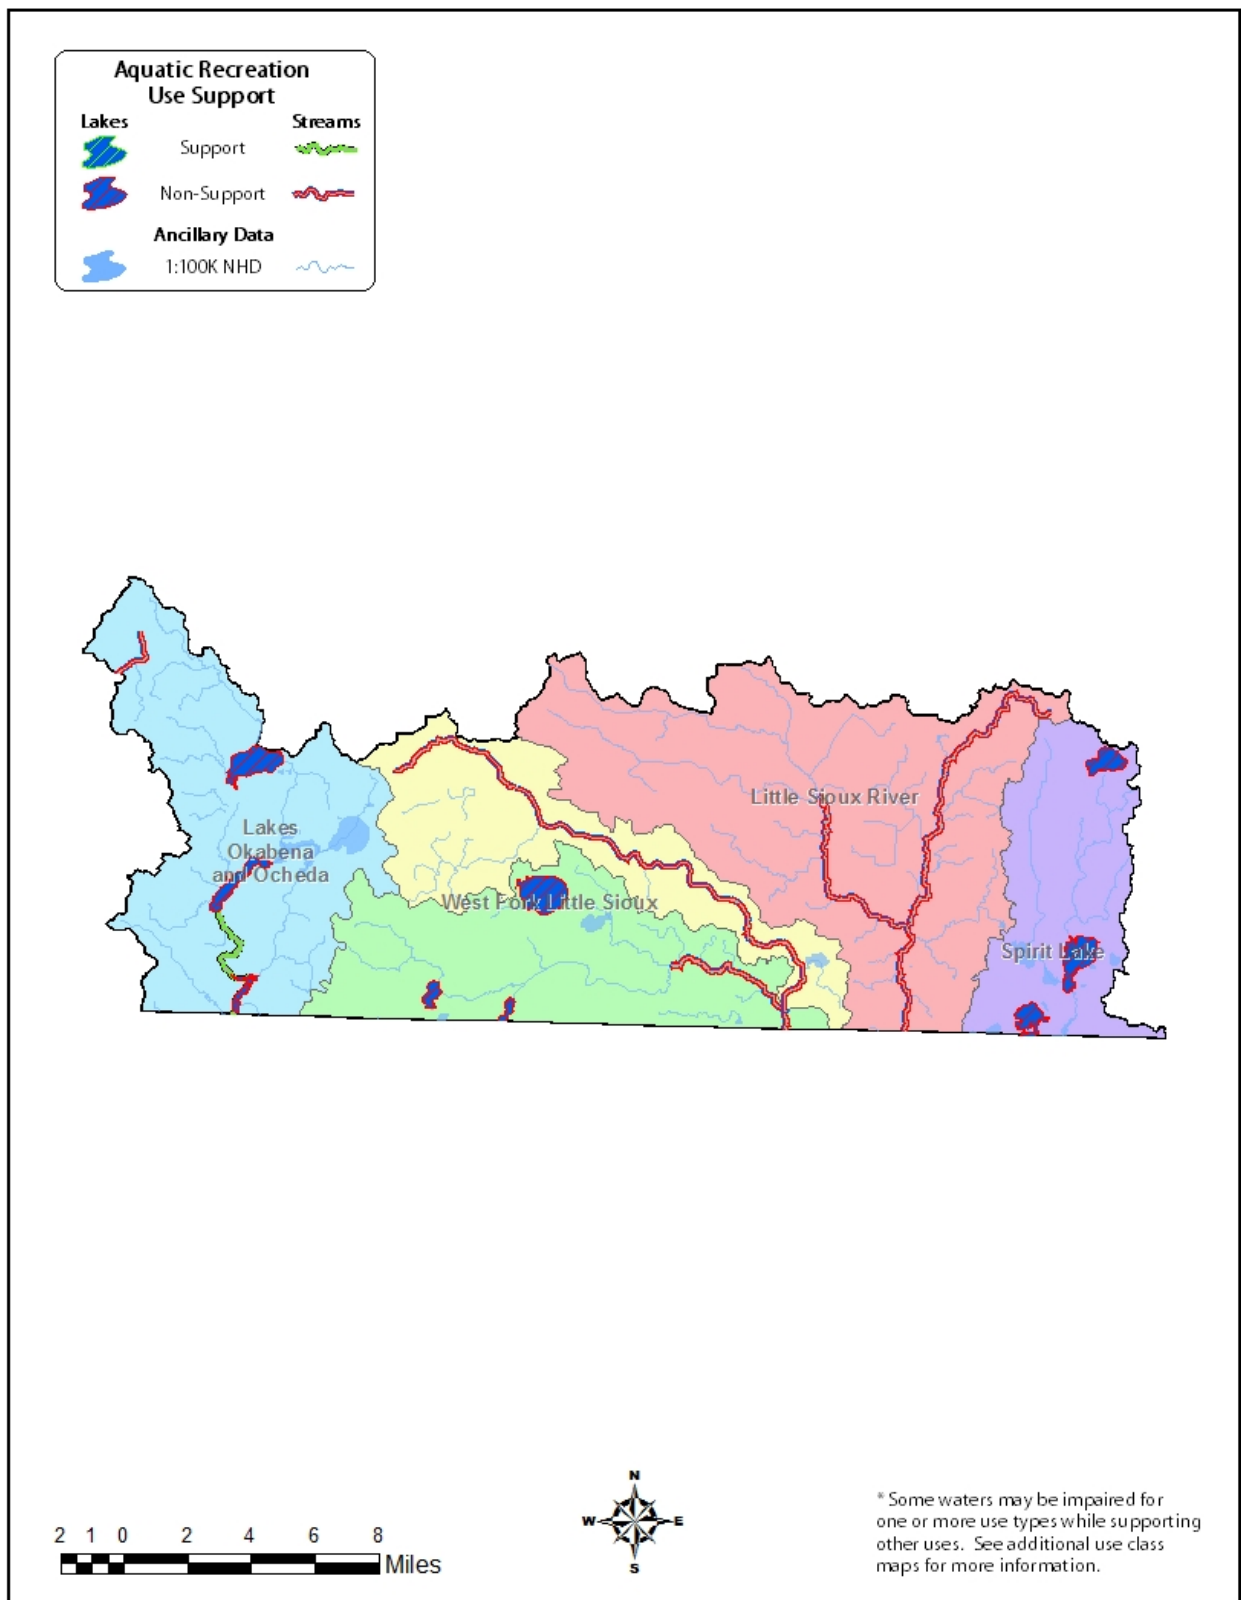 Aquatic Recreation
Use Support
Lakes Streams
Support
Non-Support
Ancillary Data
1:100K NHD
Little Sioux River
Lakes
Okabena
and Ocheda
West Fork Little Sioux
Spirit Lake
N
W E
S
2 1 0 2 4 6 8
Miles
* Some waters may be impaired for
one or more use types while supporting
other uses. See additional use class
maps for more information.